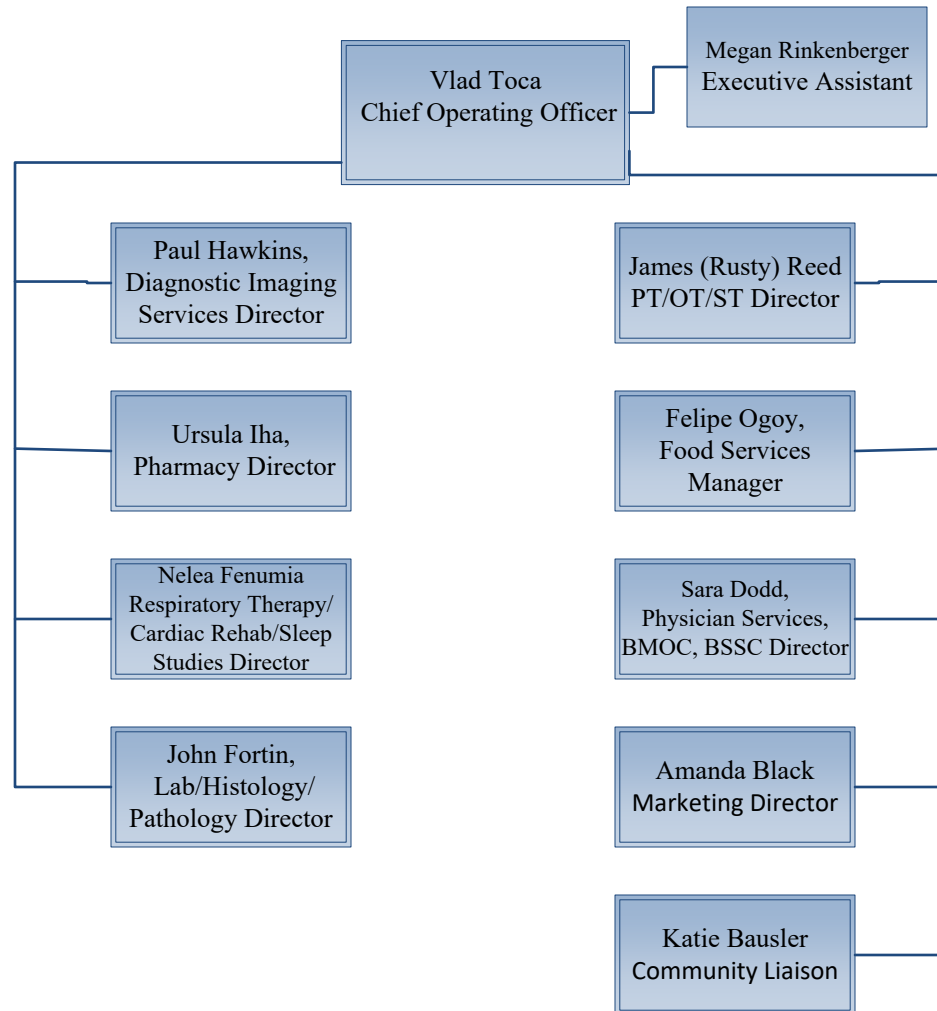 Vlad Toca
Chief Operating Officer
Megan Rinkenberger
Executive Assistant
Paul Hawkins,
Diagnostic Imaging
Services Director
James (Rusty) Reed
PT/OT/ST Director
Ursula Iha,
Pharmacy Director
Felipe Ogoy,
Food Services
Manager
Nelea Fenumia
Respiratory Therapy/
Cardiac Rehab/Sleep
Studies Director
Sara Dodd,
Physician Services,
BMOC, BSSC Director
John Fortin,
Lab/Histology/
Pathology Director
Amanda Black
Marketing Director
Katie Bausler
Community Liaison